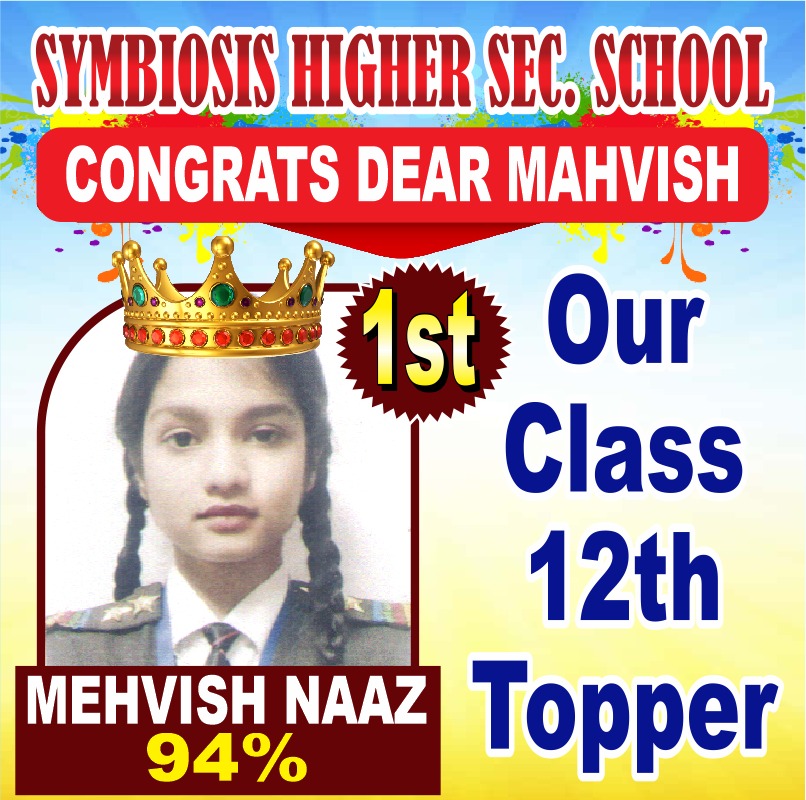 SYMBIOSIS HIGHER SEC. SCHOOL
CONGRATS DEAR MAHVISH
1st
Our
Class
12th
Topper
MEHVISH NAAZ
94%